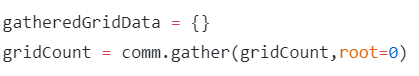 gatheredGridData = {}
gridCount = comm.gather(gridCount,root=0)